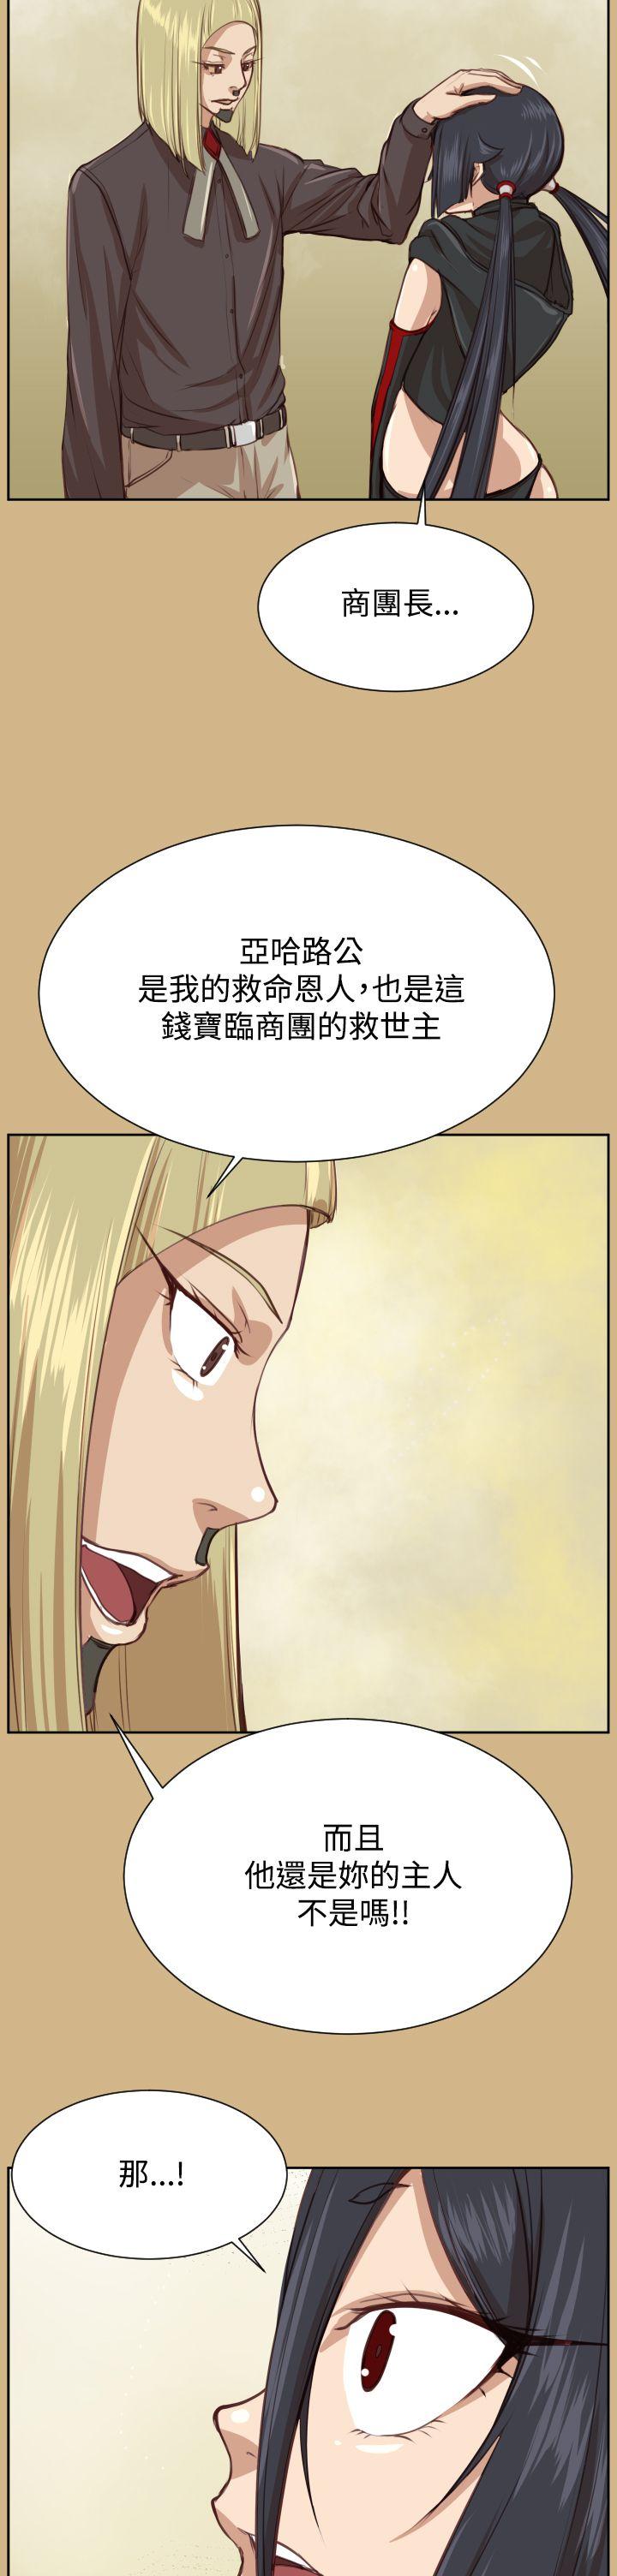 商團長...
亞哈路公
是我的救命恩人，也是這
錢寶臨商團的救世主
而且
他還是妳的主人
不是嗎!!
那...!